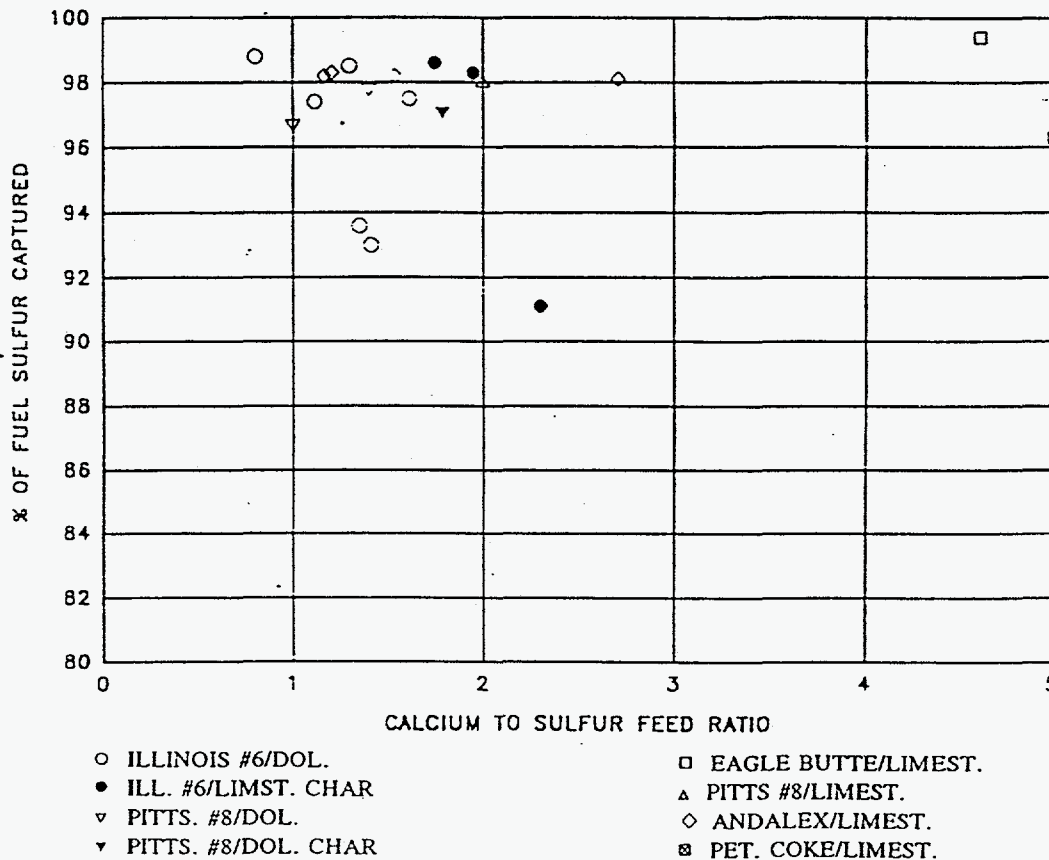 100
98
96
94
92
90
88
86
84
82
80
% OF FUEL SULFUR CAPTURED
0 1 2 3 4 5
CALCIUM TO SULFUR FEED RATIO
ILLINOIS #6/DOL.
ILL. #6/LIMST. CHAR
PITTS. #8/DOL.
PITTS. #8/DOL. CHAR
EAGLE BUTTE/LIMEST.
PITTS #8/LIMEST.
ANDALEX/LIMEST.
PET. COKE/LIMEST.